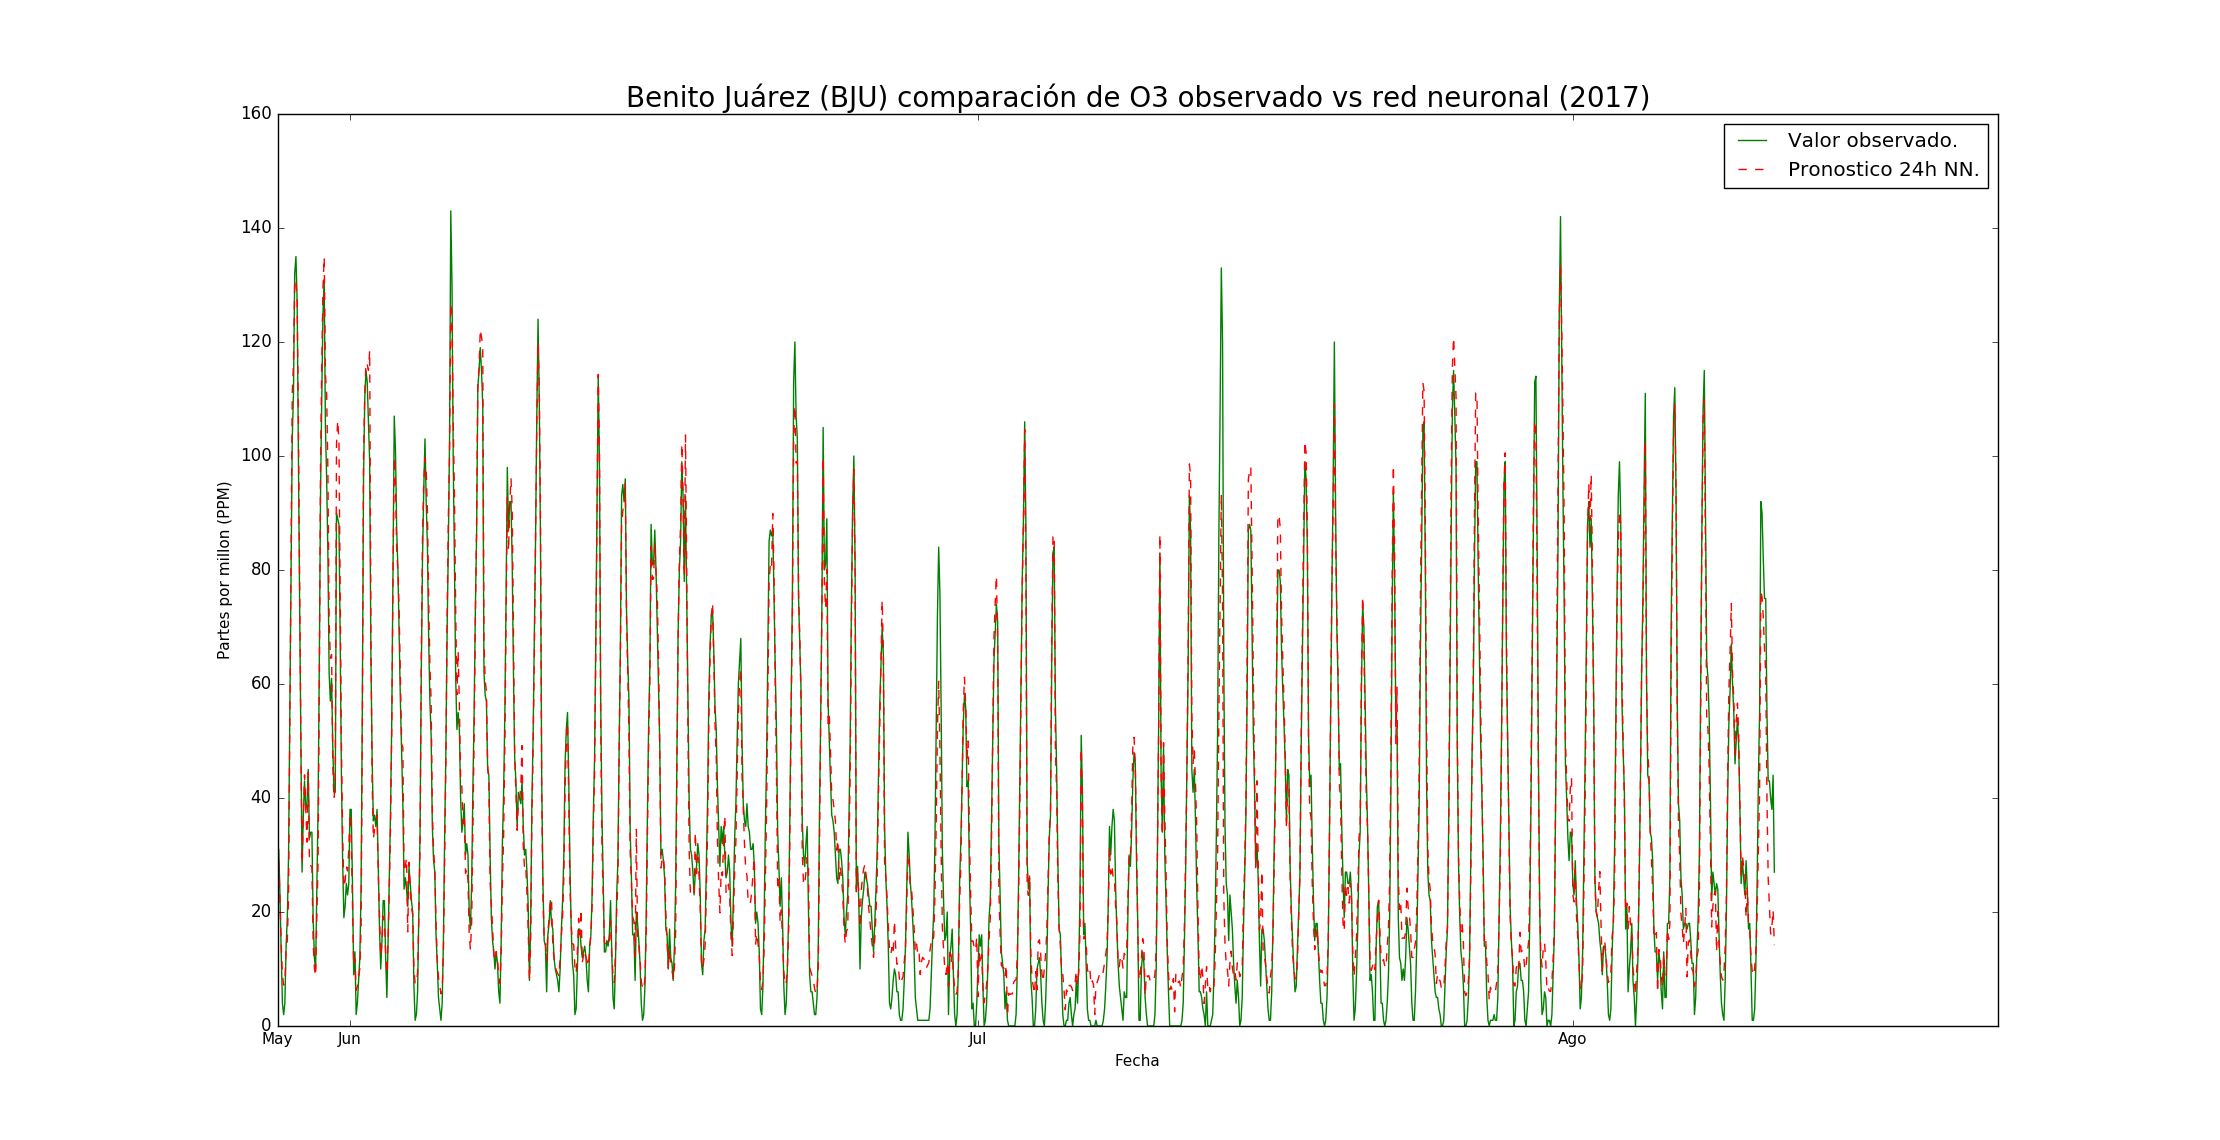 Benito Juárez (BJU) comparación de O3 observado vs red neuronal (2017)
160
140
120
100
80
60
40
20
0
Partes por millon (PPM)
Valor observado.
Pronostico 24h NN.
May
Jun
Jul
Ago
Fecha